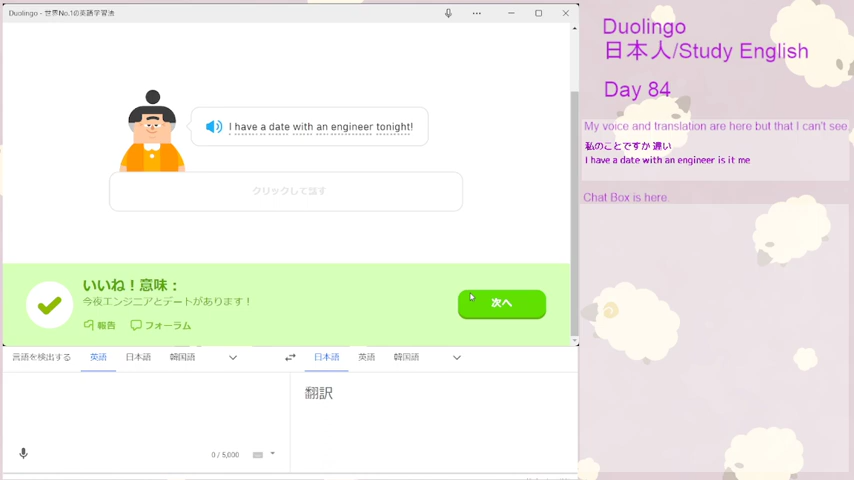 Duolingo - 世界No.1の英語学習法
I have a date with an engineer tonight!
クリックして話す
いいね！意味：
今夜エンジニアとデートがあります！
報告 フォーラム
次へ
言語を検出する 英語 日本語 韓国語
日本語 英語 韓国語
翻訳
0 / 5,000
Duolingo
日本人/Study English
Day 84
My voice and translation are here but that I can't see
私のことですか 遅い
I have a date with an engineer is it me
Chat Box is here.